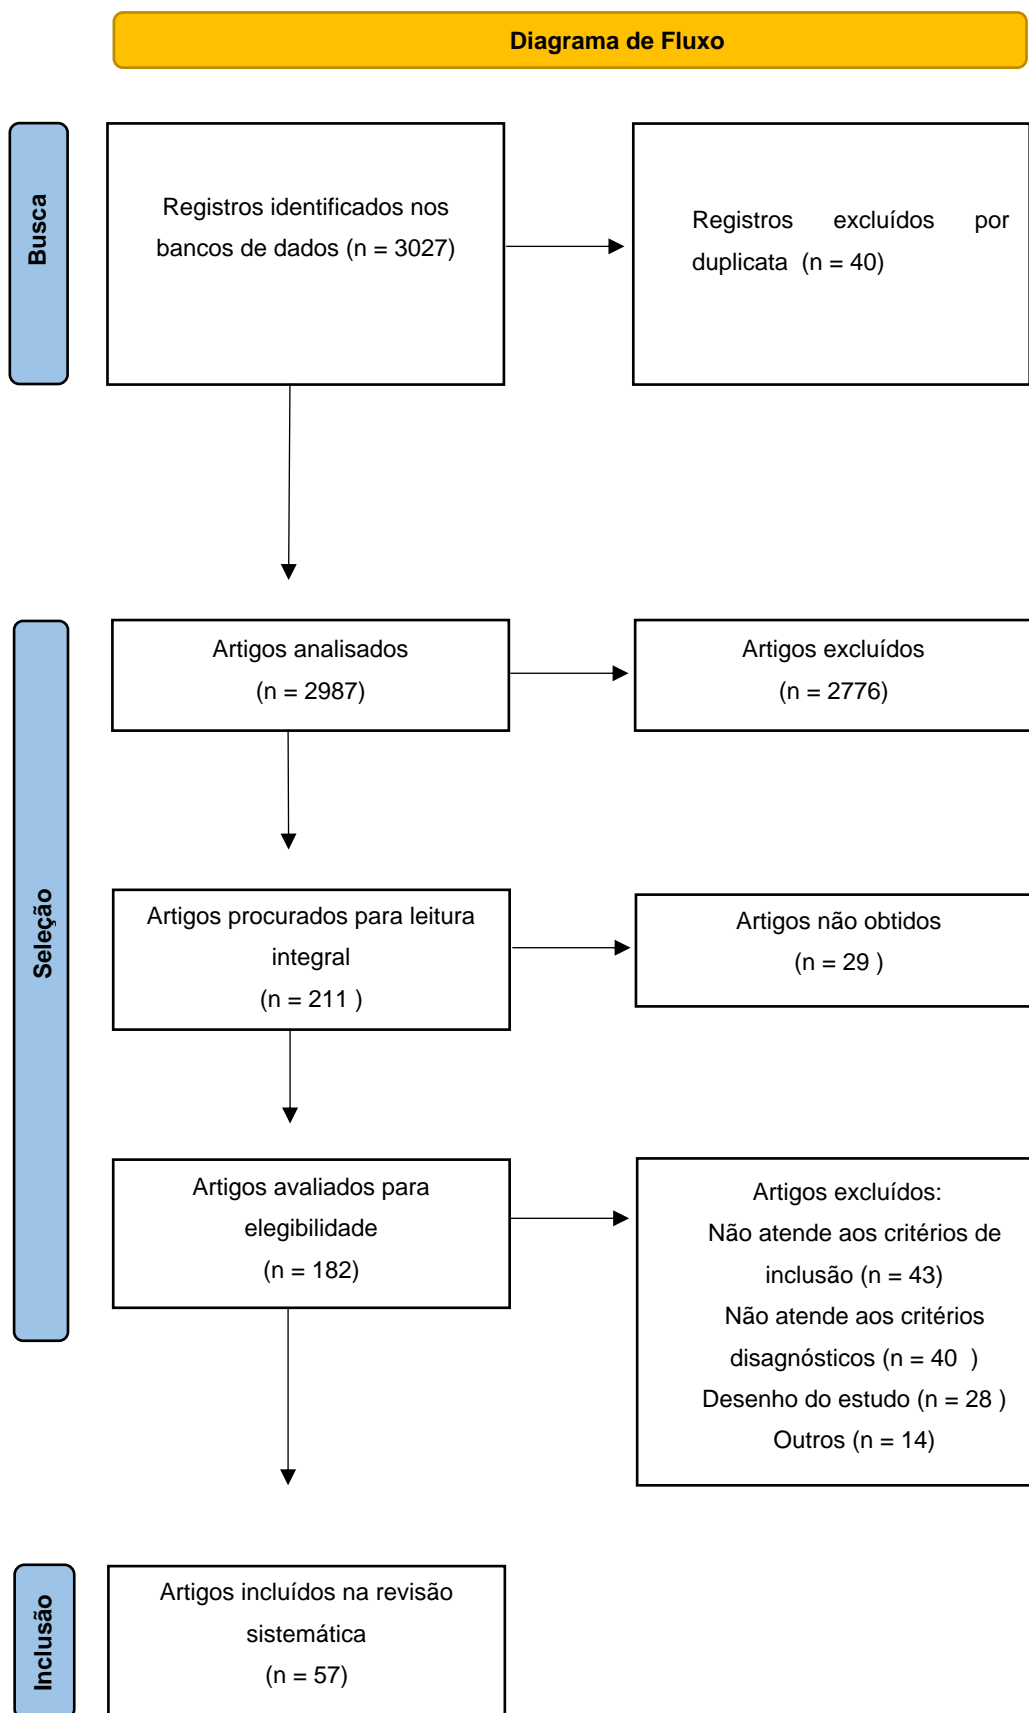 Diagrama de Fluxo
Busca
Registros identificados nos
bancos de dados (n = 3027)
Registros excluídos por
duplicata (n = 40)
Seleção
Artigos analisados
(n = 2987)
Artigos excluídos
(n = 2776)
Artigos procurados para leitura
integral
(n = 211 )
Artigos não obtidos
(n = 29 )
Artigos avaliados para
elegibilidade
(n = 182)
Artigos excluídos:
Não atende aos critérios de
inclusão (n = 43)
Não atende aos critérios
disagnósticos (n = 40 )
Desenho do estudo (n = 28 )
Outros (n = 14)
Inclusão
Artigos incluídos na revisão
sistemática
(n = 57)